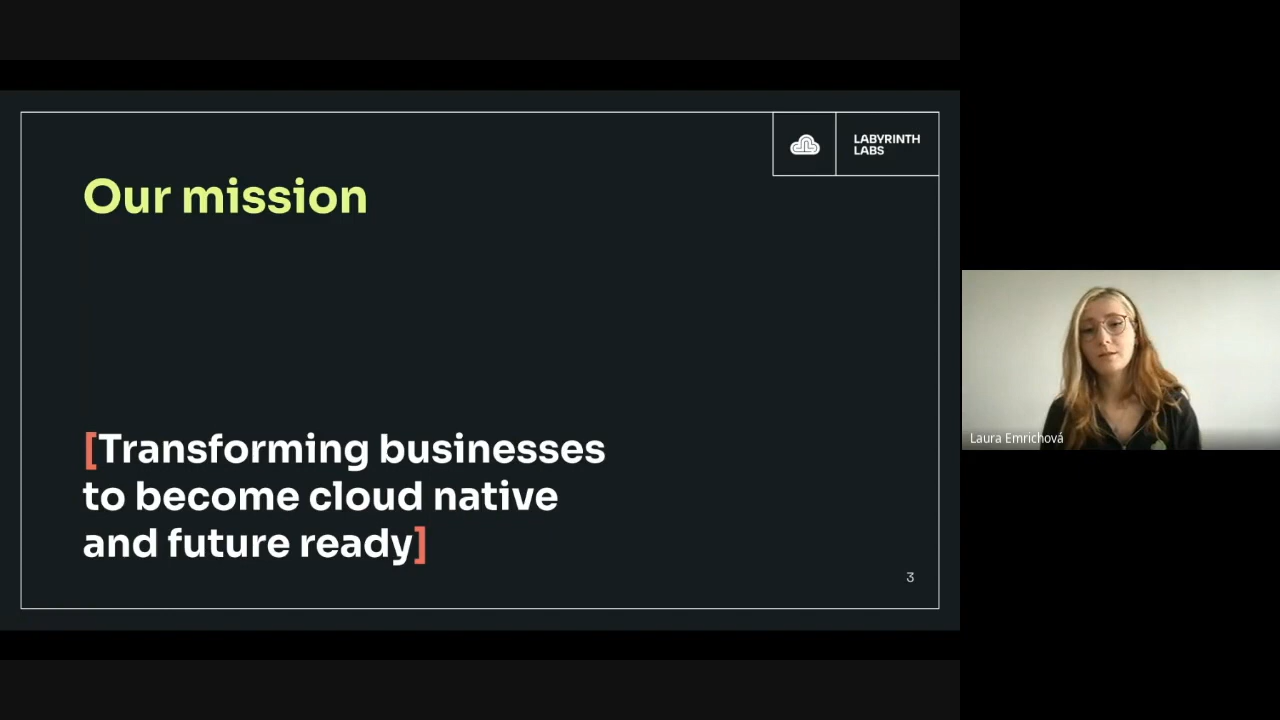 LABYRINTH
LABS
Our mission
[Transforming businesses
to become cloud native
and future ready]
3
Laura Emrichová